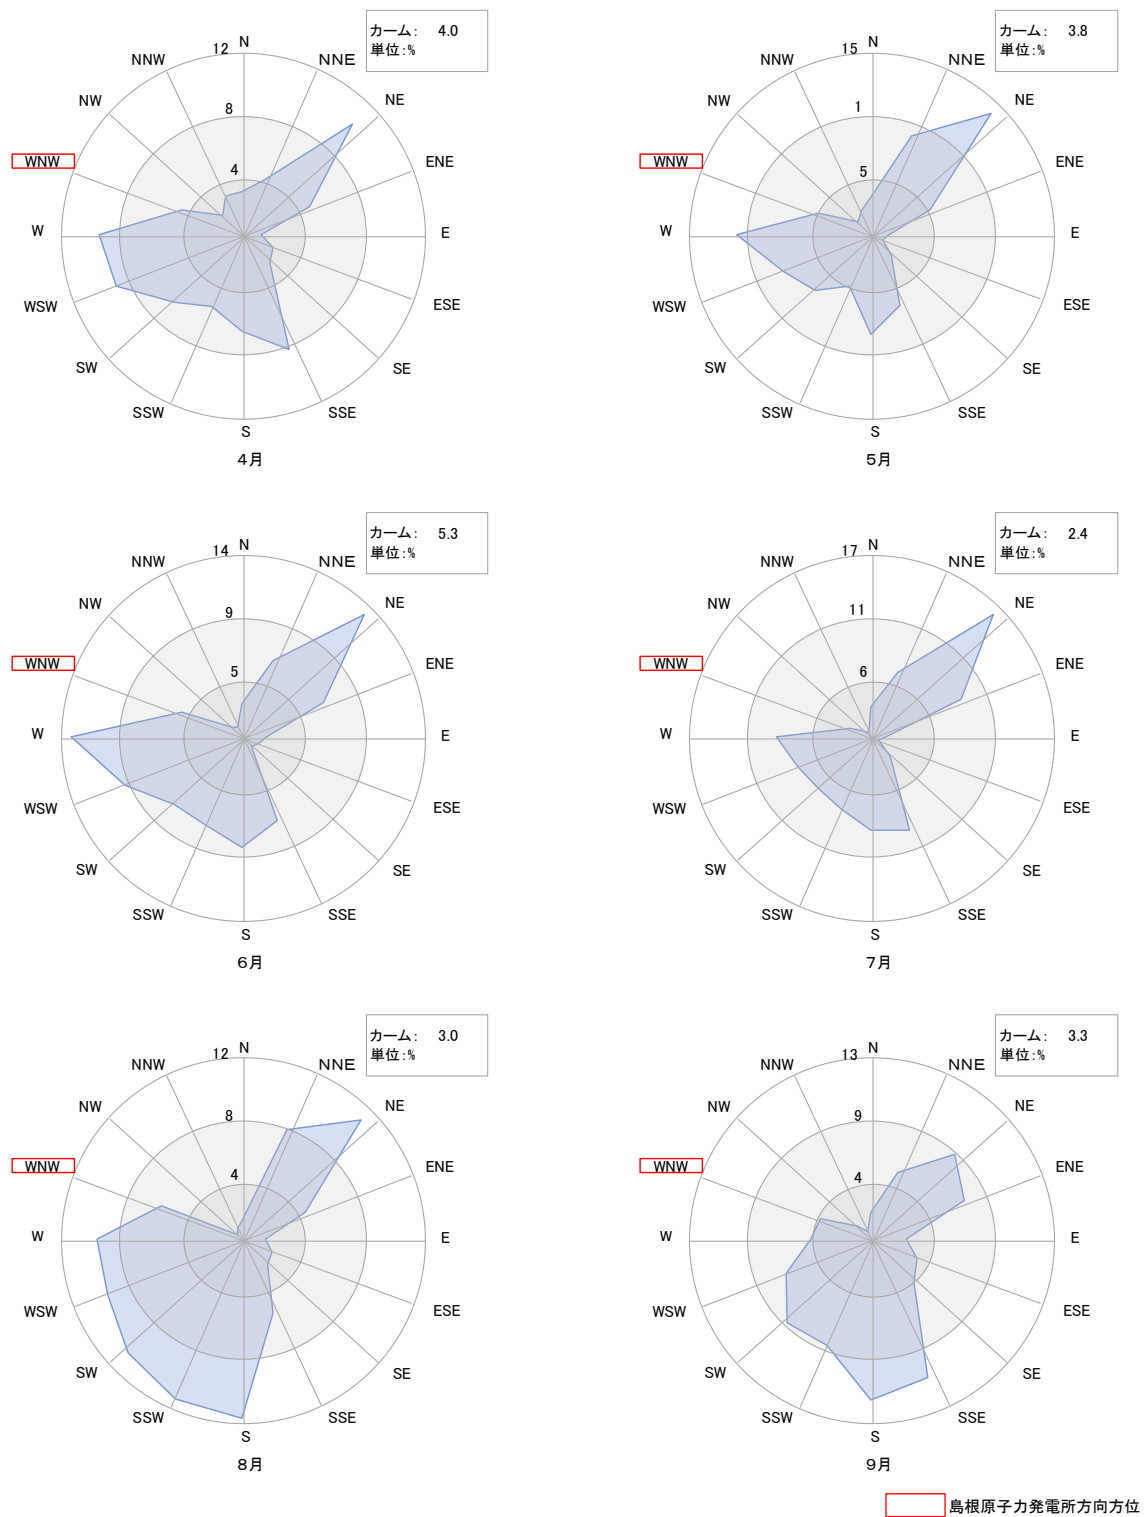 カーム： 4.0
単位：%
12
8
4
N
NNE
NE
ENE
E
ESE
SE
SSE
S
SSW
SW
WSW
W
WNW
NW
NNW
４月
カーム： 3.8
単位：%
15
1
5
N
NNE
NE
ENE
E
ESE
SE
SSE
S
SSW
SW
WSW
W
WNW
NW
NNW
５月
カーム： 5.3
単位：%
14
9
5
N
NNE
NE
ENE
E
ESE
SE
SSE
S
SSW
SW
WSW
W
WNW
NW
NNW
６月
カーム： 2.4
単位：%
17
11
6
N
NNE
NE
ENE
E
ESE
SE
SSE
S
SSW
SW
WSW
W
WNW
NW
NNW
７月
カーム： 3.0
単位：%
12
8
4
N
NNE
NE
ENE
E
ESE
SE
SSE
S
SSW
SW
WSW
W
WNW
NW
NNW
８月
カーム： 3.3
単位：%
13
9
4
N
NNE
NE
ENE
E
ESE
SE
SSE
S
SSW
SW
WSW
W
WNW
NW
NNW
９月
島根原子力発電所方向方位